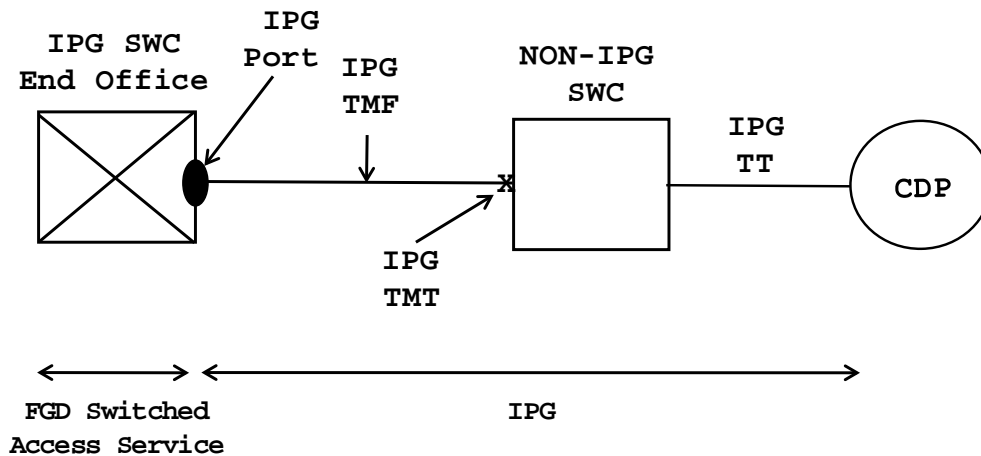 IPG SWC
End Office
IPG
Port
IPG
TMF
NON-IPG
SWC
IPG
TT
CDP
X
IPG
TMT
FGD Switched
Access Service
IPG